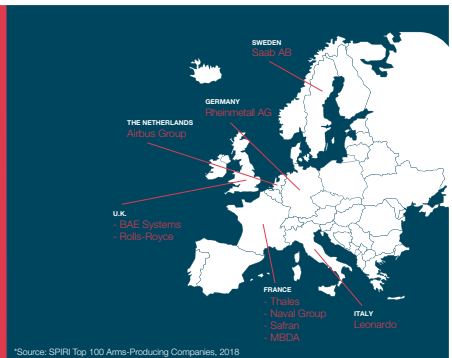 SWEDEN
Saab AB
GERMANY
Rheinmetall AG
THE NETHERLANDS
Airbus Group
U.K.
- BAE Systems
- Rolls-Royce
FRANCE
- Thales
- Naval Group
- Safran
- MBDA
ITALY
Leonardo
*Source: SPIRI Top 100 Arms-Producing Companies, 2018